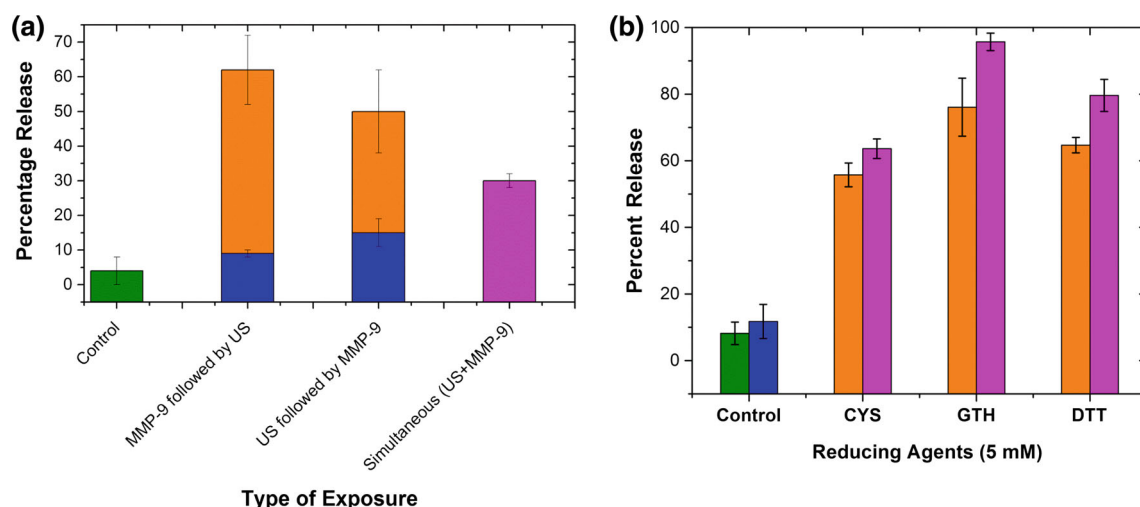 (a)
Percentage Release
70
60
50
40
30
20
10
0
Control
MMP-9 followed by US
US followed by MMP-9
Simultaneous (US+MMP-9)
Type of Exposure
(b)
Percent Release
100
80
60
40
20
0
Control CYS GTH DTT
Reducing Agents (5 mM)